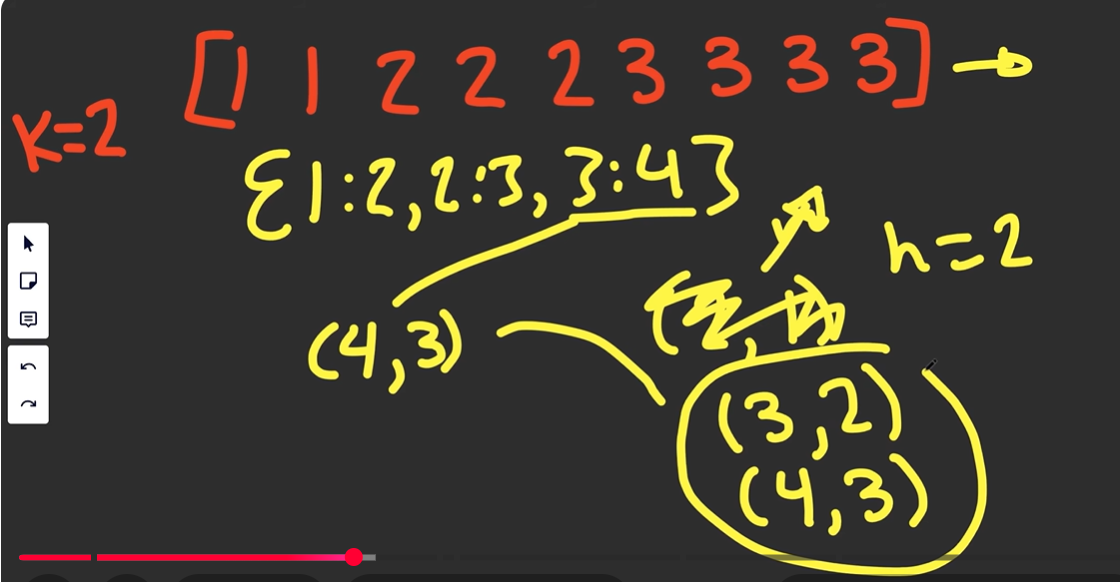 [1 1 2 2 2 3 3 3 3] →
K=2
{1:2, 2:3, 3:4}
h=2
(4,3)
(3,2)
(4,3)